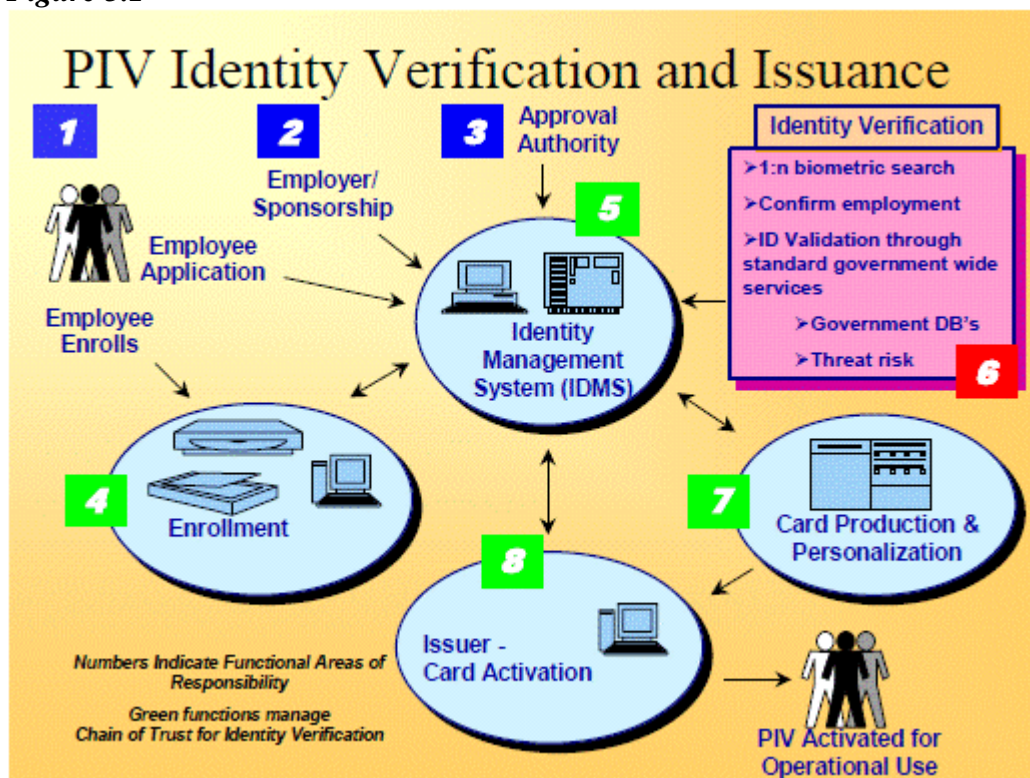 PIV Identity Verification and Issuance
1
2
3
Approval
Authority
Identity Verification
➢1:n biometric search
➢Confirm employment
➢ID Validation through
standard government wide
services
➢Government DB's
➢Threat risk
6
Employer/
Sponsorship
Employee
Application
Employee
Enrolls
5
Identity
Management
System (IDMS)
4
Enrollment
7
Card Production &
Personalization
8
Issuer -
Card Activation
Numbers Indicate Functional Areas of
Responsibility
Green functions manage
Chain of Trust for Identity Verification
PIV Activated for
Operational Use